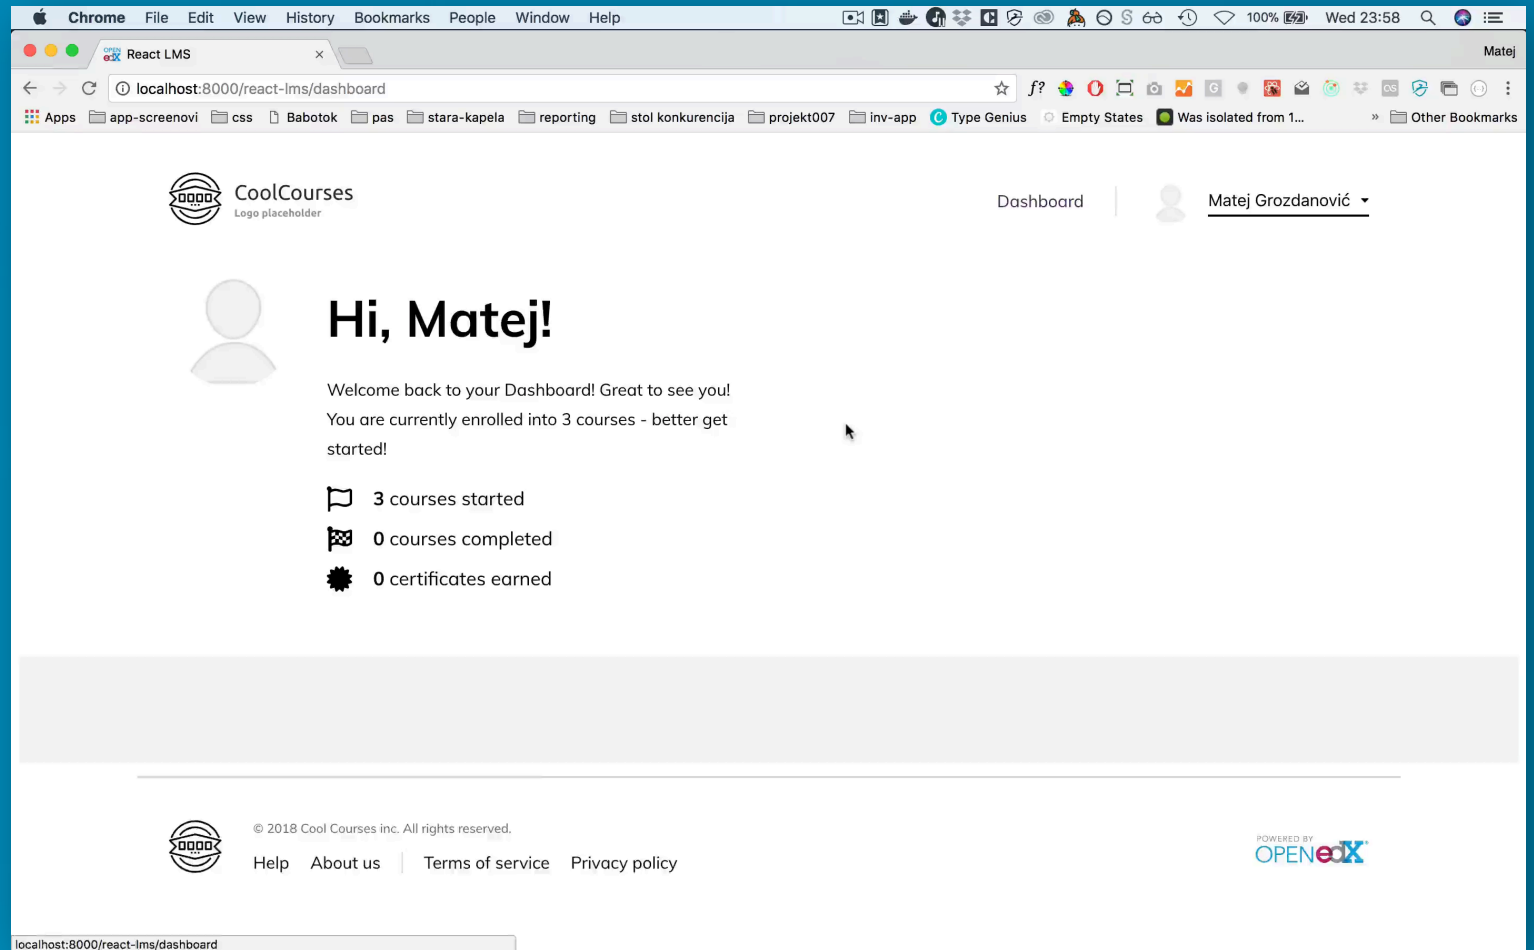 Chrome File Edit View History Bookmarks People Window Help 100% Wed 23:58
React LMS Matej
localhost:8000/react-lms/dashboard
Apps app-screenovi css Babotok pas stara-kapela reporting stol konkurencija projekt007 inv-app Type Genius Empty States Was isolated from 1... » Other Bookmarks
CoolCourses
Logo placeholder
Dashboard
Matej Grozdanović
Hi, Matej!
Welcome back to your Dashboard! Great to see you!
You are currently enrolled into 3 courses - better get
started!
3 courses started
0 courses completed
0 certificates earned
© 2018 Cool Courses inc. All rights reserved.
Help About us Terms of service Privacy policy
POWERED BY
OPEN edX
localhost:8000/react-lms/dashboard